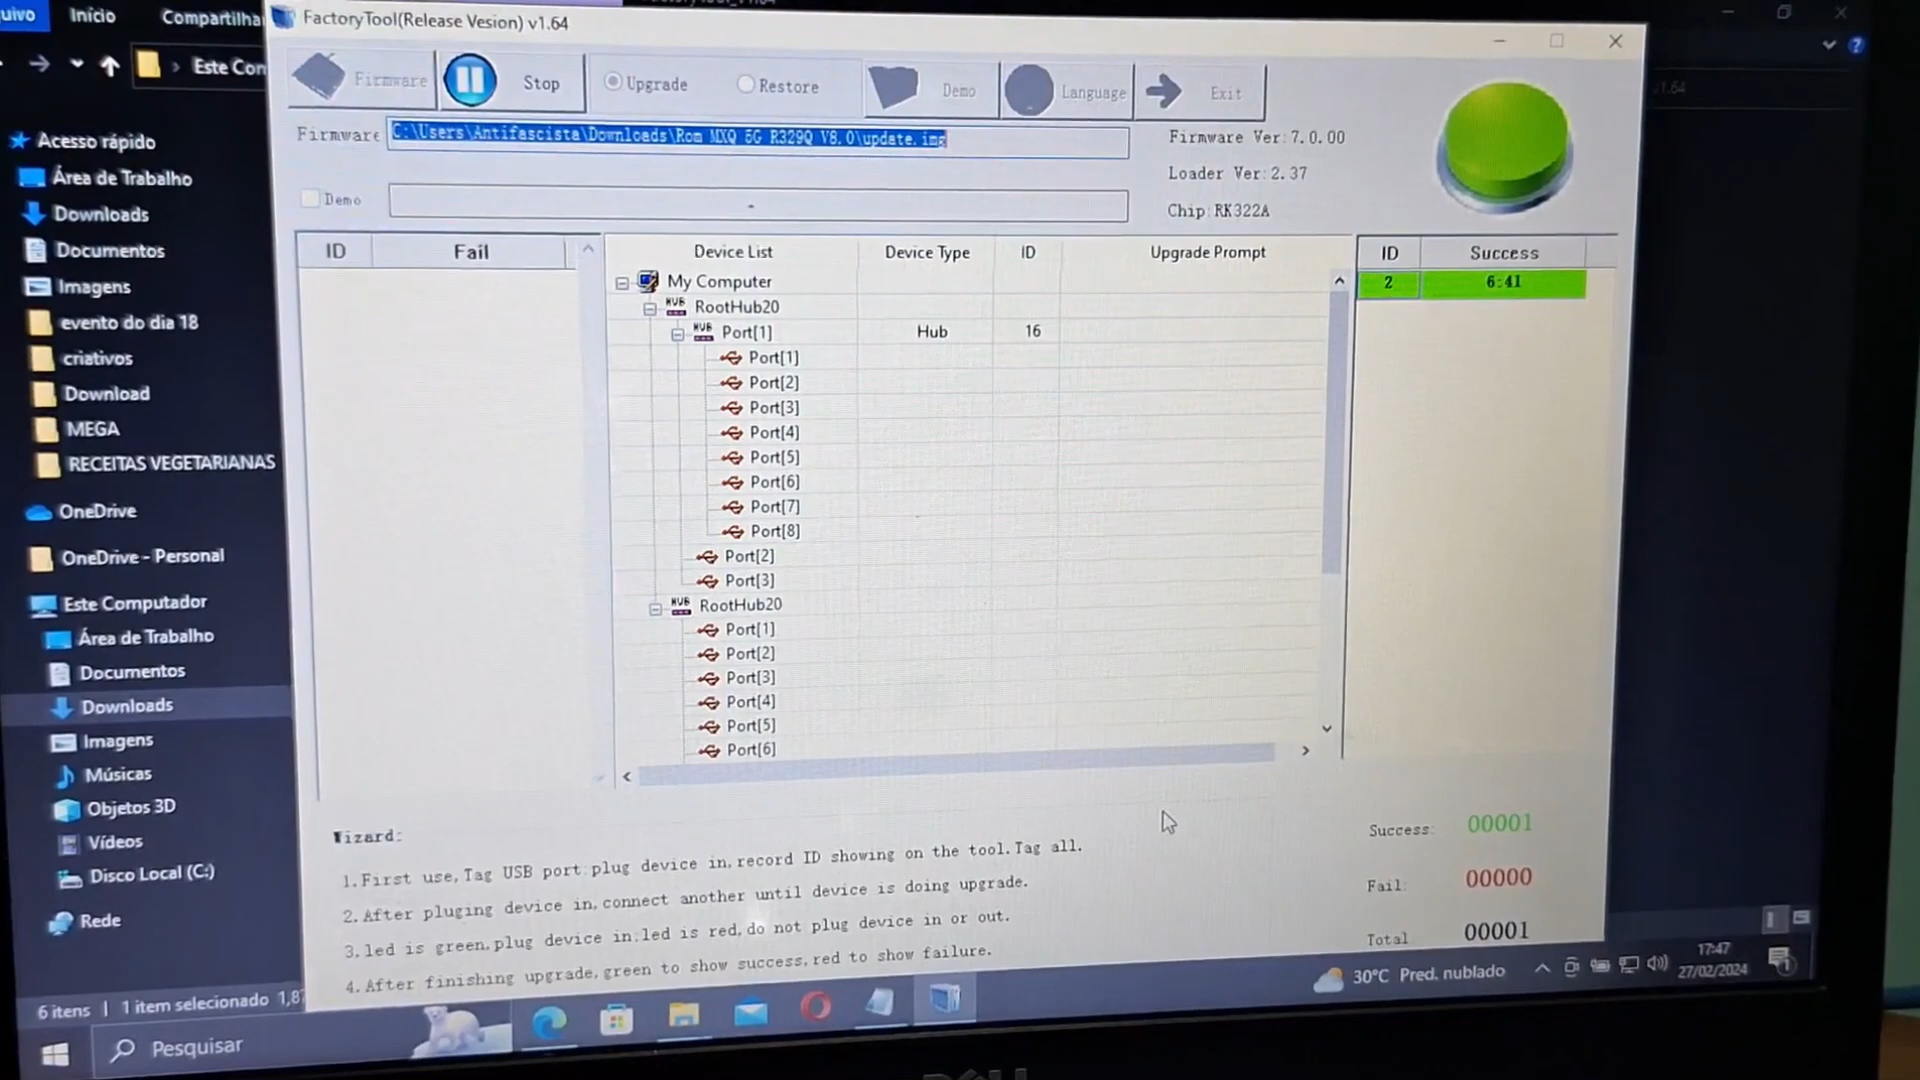 uivo
Início
Compartilha
Este Com
Acesso rápido
Área de Trabalho
Downloads
Documentos
Imagens
evento do dia 18
criativos
Download
MEGA
RECEITAS VEGETARIANAS
OneDrive
OneDrive - Personal
Este Computador
Área de Trabalho
Documentos
Downloads
Imagens
Músicas
Objetos 3D
Vídeos
Disco Local (C:)
Rede
6 itens
1 item selecionado 1,8
FactoryTool(Release Vesion) v1.64
Firmware
Stop
Upgrade
Restore
Demo
Language
Exit
Firmware
C:\Users\Antifascista\Downloads\Rom MXQ 5G R329Q V8.0\update.img
Firmware Ver:7.0.00
Loader Ver:2.37
Chip:RK322A
Demo
ID Fail
Device List Device Type ID Upgrade Prompt
My Computer
RootHub20
Port[1] Hub 16
Port[1]
Port[2]
Port[3]
Port[4]
Port[5]
Port[6]
Port[7]
Port[8]
Port[2]
Port[3]
RootHub20
Port[1]
Port[2]
Port[3]
Port[4]
Port[5]
Port[6]
ID Success
2 6:41
Wizard:
1.First use,Tag USB port:plug device in,record ID showing on the tool.Tag all.
2.After pluging device in,connect another until device is doing upgrade.
3.led is green,plug device in;led is red,do not plug device in or out.
4.After finishing upgrade,green to show success,red to show failure.
Success: 00001
Fail: 00000
Total 00001
Pesquisar
30°C Pred. nublado
17:47
27/02/2024
1